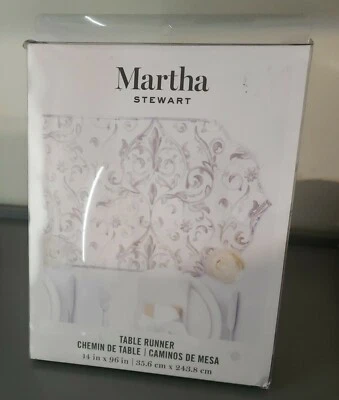 Martha
STEWART
TABLE RUNNER
CHEMIN DE TABLE | CAMINOS DE MESA
14 in x 96 in | 35.6 cm x 243.8 cm